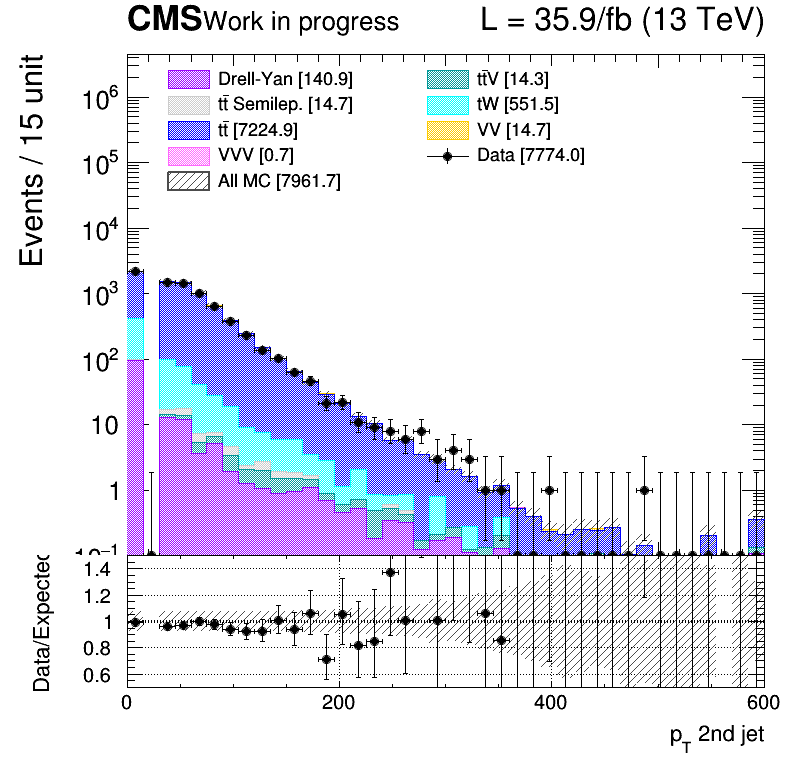 CMS Work in progress L = 35.9/fb (13 TeV)
Events / 15 unit
Drell-Yan [140.9]
tt̄ Semilep. [14.7]
tt̄ [7224.9]
VVV [0.7]
All MC [7961.7]
tt̄V [14.3]
tW [551.5]
VV [14.7]
Data [7774.0]
10⁶
10⁵
10⁴
10³
10²
10
1
10⁻¹
Data/Expected
1.4
1.2
1
0.8
0.6
0 200 400 600
p_T 2nd jet